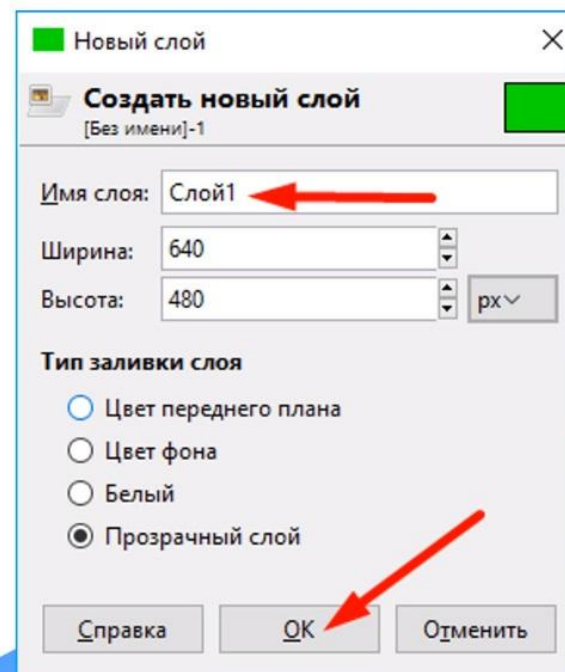 Новый слой
Создать новый слой
[Без имени]-1
Имя слоя: Слой1
Ширина: 640
Высота: 480 px
Тип заливки слоя
Цвет переднего плана
Цвет фона
Белый
Прозрачный слой
Справка OK Отменить